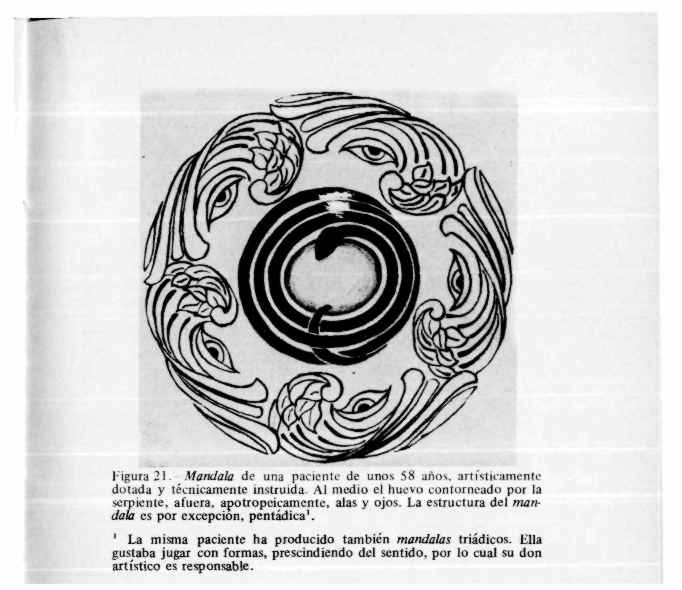 Figura 21.- Mandala de una paciente de unos 58 años, artísticamente
dotada y técnicamente instruida. Al medio el huevo contorneado por la
serpiente, afuera, apotropeicamente, alas y ojos. La estructura del man-
dala es por excepción, pentádica¹.
¹ La misma paciente ha producido también mandalas triádicos. Ella
gustaba jugar con formas, prescindiendo del sentido, por lo cual su don
artístico es responsable.